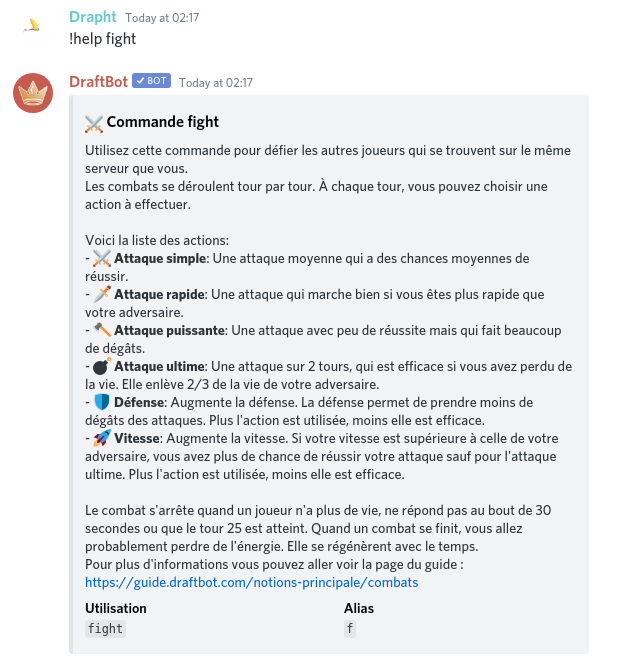 Drapht Today at 02:17
!help fight
DraftBot ✓ BOT Today at 02:17
⚔️ Commande fight
Utilisez cette commande pour défier les autres joueurs qui se trouvent sur le même
serveur que vous.
Les combats se déroulent tour par tour. À chaque tour, vous pouvez choisir une
action à effectuer.
Voici la liste des actions:
- ⚔️ Attaque simple: Une attaque moyenne qui a des chances moyennes de
réussir.
- 🗡️ Attaque rapide: Une attaque qui marche bien si vous êtes plus rapide que
votre adversaire.
- 🔨 Attaque puissante: Une attaque avec peu de réussite mais qui fait beaucoup
de dégâts.
- 💣 Attaque ultime: Une attaque sur 2 tours, qui est efficace si vous avez perdu de
la vie. Elle enlève 2/3 de la vie de votre adversaire.
- 🛡️ Défense: Augmente la défense. La défense permet de prendre moins de
dégâts des attaques. Plus l'action est utilisée, moins elle est efficace.
- 🚀 Vitesse: Augmente la vitesse. Si votre vitesse est supérieure à celle de votre
adversaire, vous avez plus de chance de réussir votre attaque sauf pour l'attaque
ultime. Plus l'action est utilisée, moins elle est efficace.
Le combat s'arrête quand un joueur n'a plus de vie, ne répond pas au bout de 30
secondes ou que le tour 25 est atteint. Quand un combat se finit, vous allez
probablement perdre de l'énergie. Elle se régénèrent avec le temps.
Pour plus d'informations vous pouvez aller voir la page du guide :
https://guide.draftbot.com/notions-principale/combats
Utilisation Alias
fight f